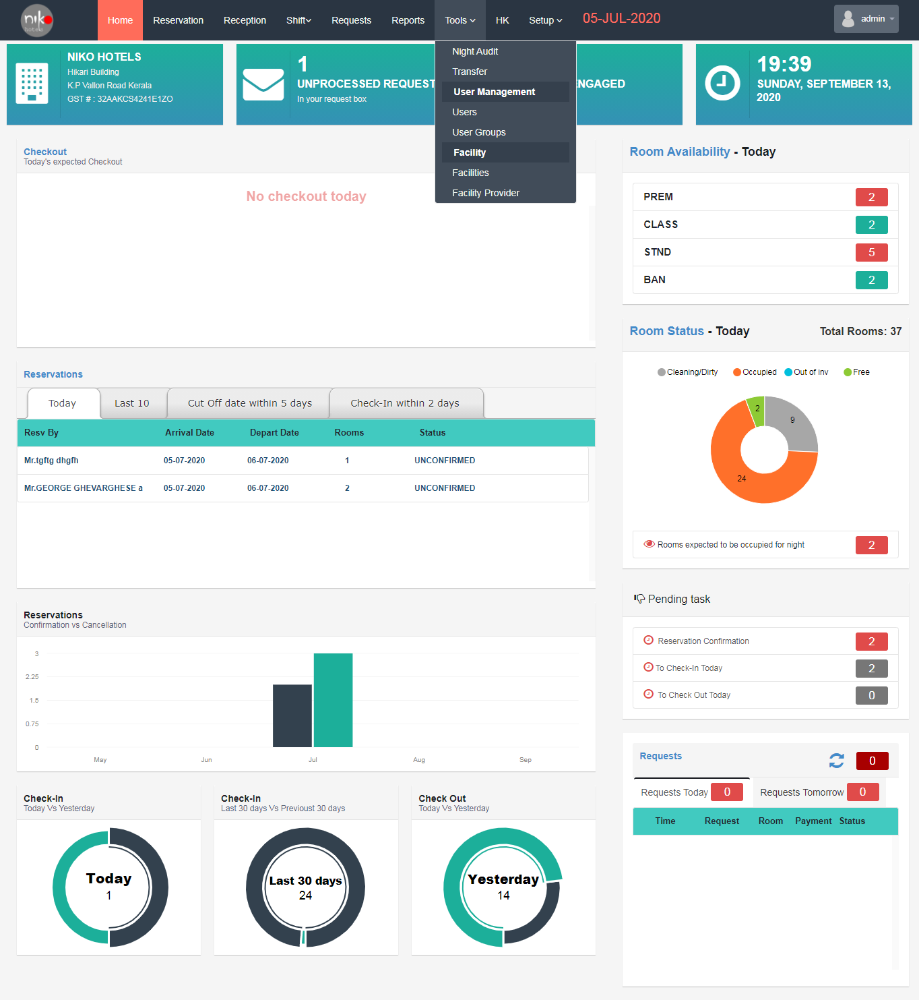 niko
hotels
Home
Reservation
Reception
Shift
Requests
Reports
Tools
HK
Setup
05-JUL-2020
admin
Night Audit
Transfer
User Management
Users
User Groups
Facility
Facilities
Facility Provider
NIKO HOTELS
Hikari Building
K.P Vallon Road Kerala
GST # : 32AAKCS4241E1ZO
1
UNPROCESSED REQUEST
In your request box
NGAGED
19:39
SUNDAY, SEPTEMBER 13,
2020
Checkout
Today's expected Checkout
No checkout today
Reservations
Today
Last 10
Cut Off date within 5 days
Check-In within 2 days
Resv By Arrival Date Depart Date Rooms Status
Mr.tgftg dhgfh 05-07-2020 06-07-2020 1 UNCONFIRMED
Mr.GEORGE GHEVARGHESE a 05-07-2020 06-07-2020 2 UNCONFIRMED
Reservations
Confirmation vs Cancellation
3
2.25
1.5
0.75
0
May Jun Jul Aug Sep
Check-In
Today Vs Yesterday
Today
1
Check-In
Last 30 days Vs Previoust 30 days
Last 30 days
24
Check Out
Today Vs Yesterday
Yesterday
14
Room Availability - Today
PREM 2
CLASS 2
STND 5
BAN 2
Room Status - Today Total Rooms: 37
Cleaning/Dirty Occupied Out of inv Free
2
9
24
Rooms expected to be occupied for night 2
Pending task
Reservation Confirmation 2
To Check-In Today 2
To Check Out Today 0
Requests 0
Requests Today 0 Requests Tomorrow 0
Time Request Room Payment Status